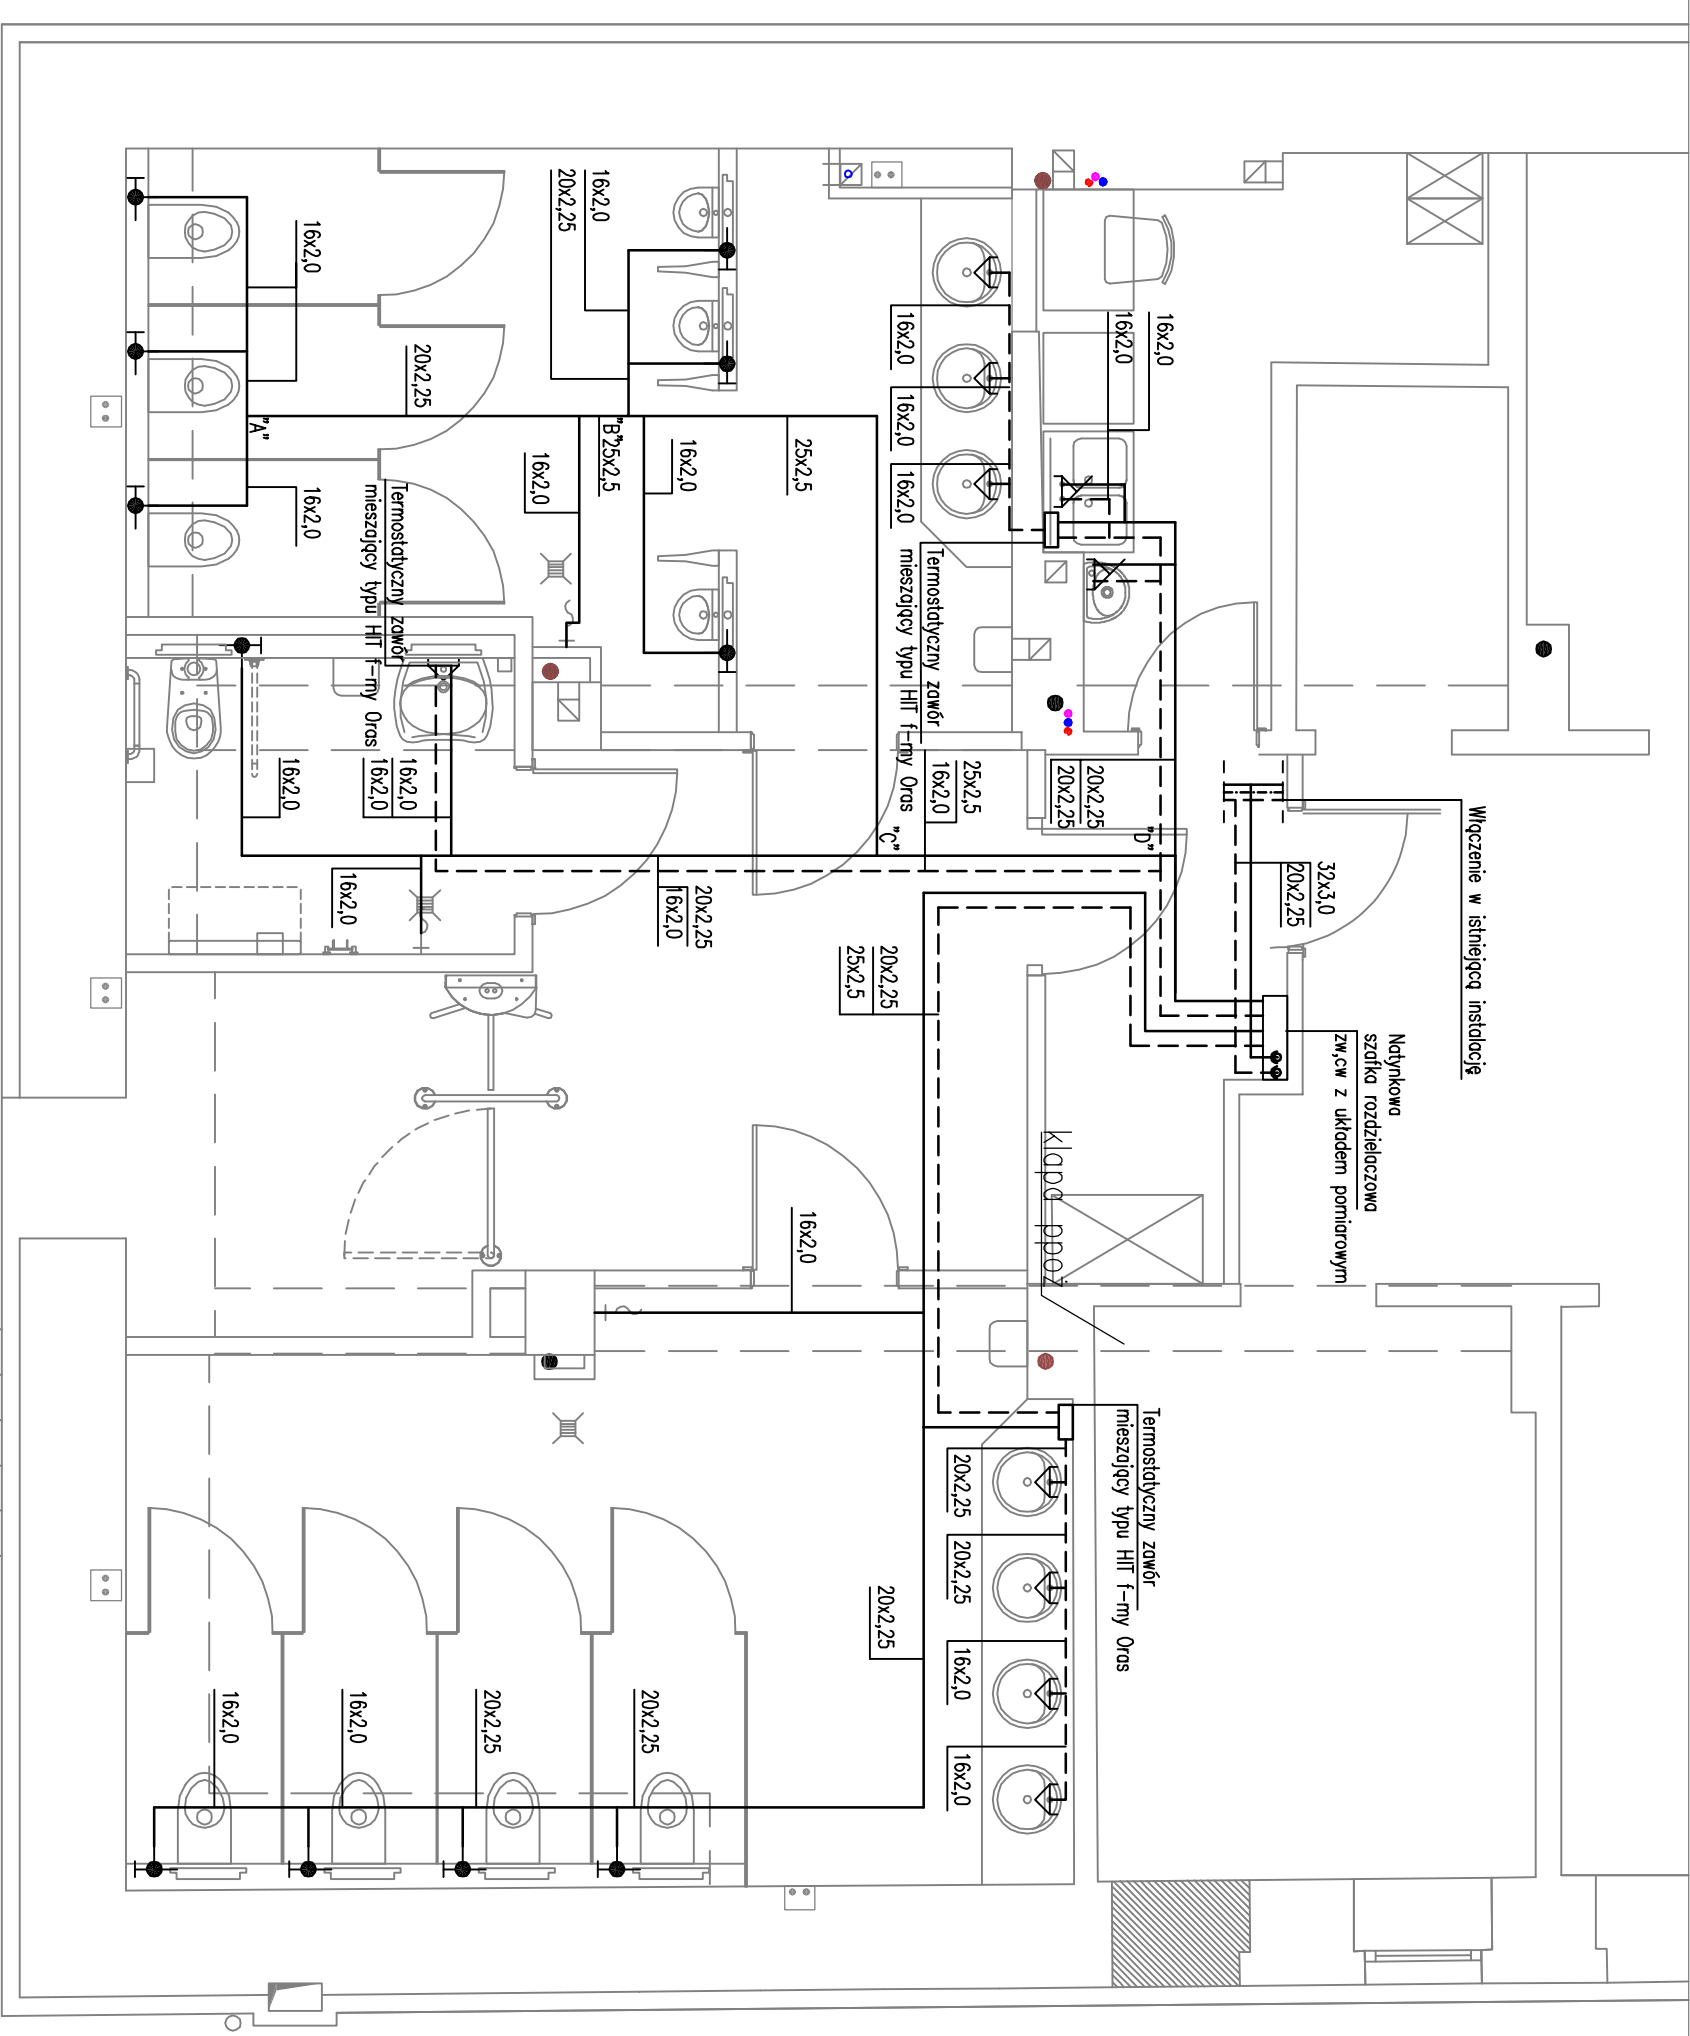 16x2,0
16x2,0
16x2,0
20x2,25
16x2,0
20x2,25
"A"
16x2,0
"B"
25x2,5
16x2,0
25x2,5
Termostatyczny zawór
mieszający typu HIT f-my Oras
16x2,0
16x2,0
16x2,0
16x2,0
16x2,0
Termostatyczny zawór
mieszający typu HIT f-my Oras
16x2,0
16x2,0
16x2,0
16x2,0
20x2,25
16x2,0
25x2,5
16x2,0
"C"
20x2,25
20x2,25
"D"
32x3,0
20x2,25
Włączenie w istniejącą instalację
Natynkowa
szafka rozdzielaczowa
zw,cw z układem pomiarowym
20x2,25
25x2,5
klapa ppoż
16x2,0
Termostatyczny zawór
mieszający typu HIT f-my Oras
20x2,25
20x2,25
16x2,0
16x2,0
20x2,25
20x2,25
20x2,25
16x2,0
16x2,0